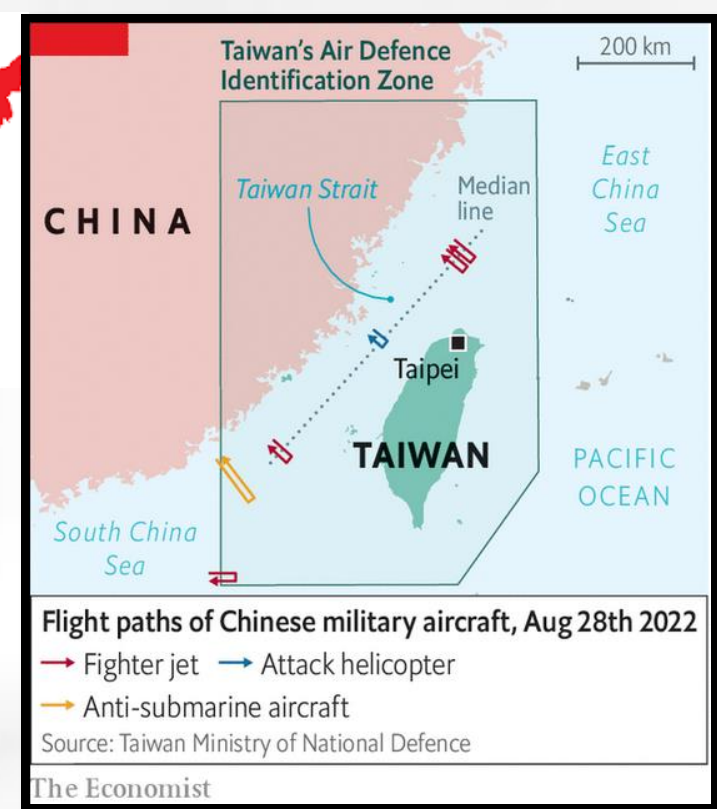 Taiwan's Air Defence
Identification Zone
200 km
Taiwan Strait
Median
line
East
China
Sea
CHINA
Taipei
TAIWAN
PACIFIC
OCEAN
South China
Sea
Flight paths of Chinese military aircraft, Aug 28th 2022
Fighter jet
Attack helicopter
Anti-submarine aircraft
Source: Taiwan Ministry of National Defence
The Economist